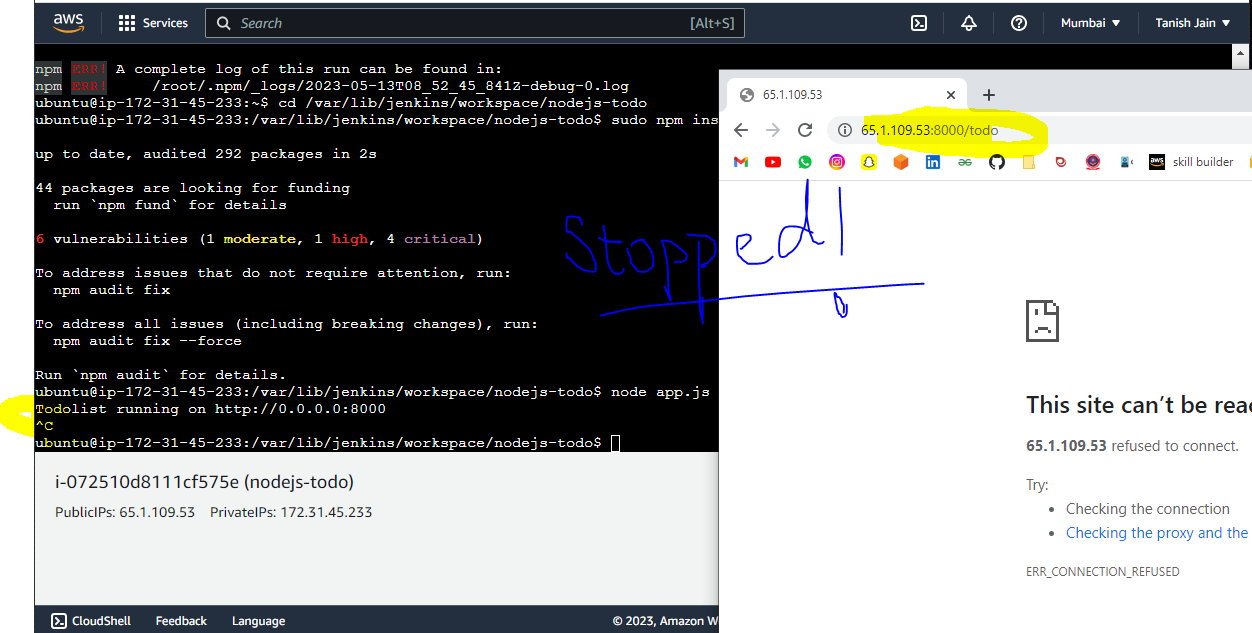 aws
Services
Search
[Alt+S]
Mumbai
Tanish Jain
npm ERR! A complete log of this run can be found in:
npm ERR!     /root/.npm/_logs/2023-05-13T08_52_45_841Z-debug-0.log
ubuntu@ip-172-31-45-233:~$ cd /var/lib/jenkins/workspace/nodejs-todo
ubuntu@ip-172-31-45-233:/var/lib/jenkins/workspace/nodejs-todo$ sudo npm ins
up to date, audited 292 packages in 2s
44 packages are looking for funding
  run `npm fund` for details
6 vulnerabilities (1 moderate, 1 high, 4 critical)
To address issues that do not require attention, run:
  npm audit fix
To address all issues (including breaking changes), run:
  npm audit fix --force
Run `npm audit` for details.
ubuntu@ip-172-31-45-233:/var/lib/jenkins/workspace/nodejs-todo$ node app.js
Todolist running on http://0.0.0.0:8000
^C
ubuntu@ip-172-31-45-233:/var/lib/jenkins/workspace/nodejs-todo$
i-072510d8111cf575e (nodejs-todo)
PublicIPs: 65.1.109.53    PrivateIPs: 172.31.45.233
CloudShell
Feedback
Language
© 2023, Amazon W
65.1.109.53
65.1.109.53:8000/todo
aws skill builder
Stopped!
This site can't be rea
65.1.109.53 refused to connect.
Try:
• Checking the connection
• Checking the proxy and the
ERR_CONNECTION_REFUSED